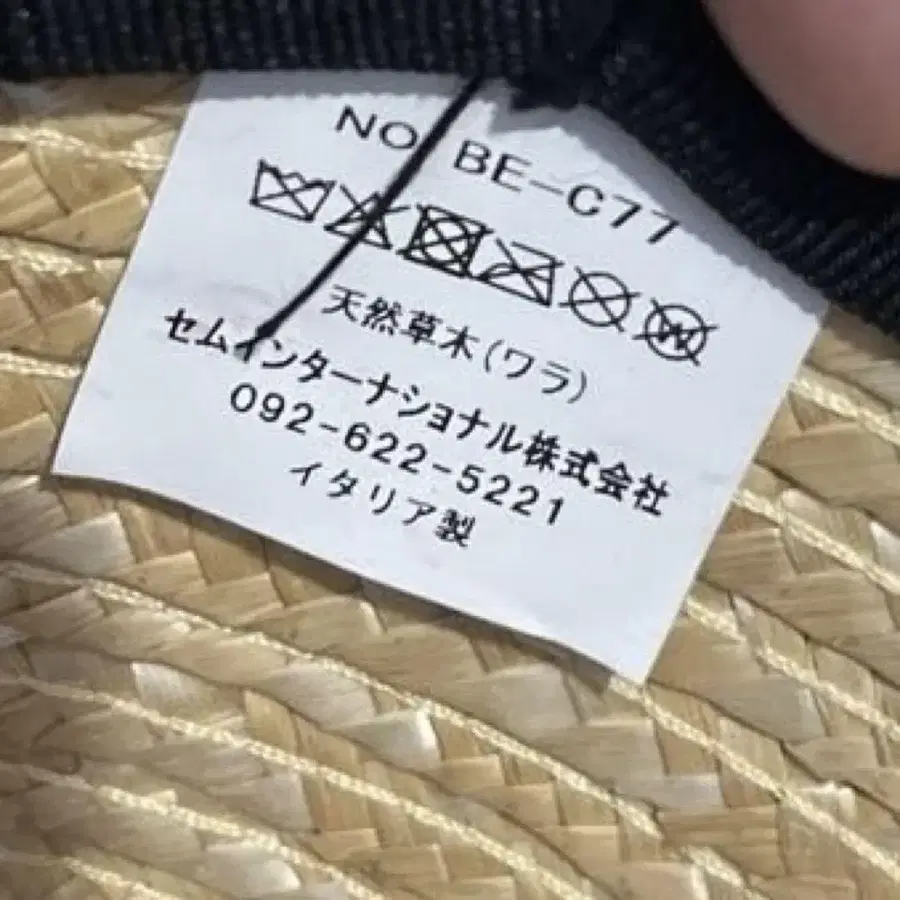 NO. BE-C77
天然草木(ワラ)
セムインターナショナル株式会社
092-622-5221
イタリア製